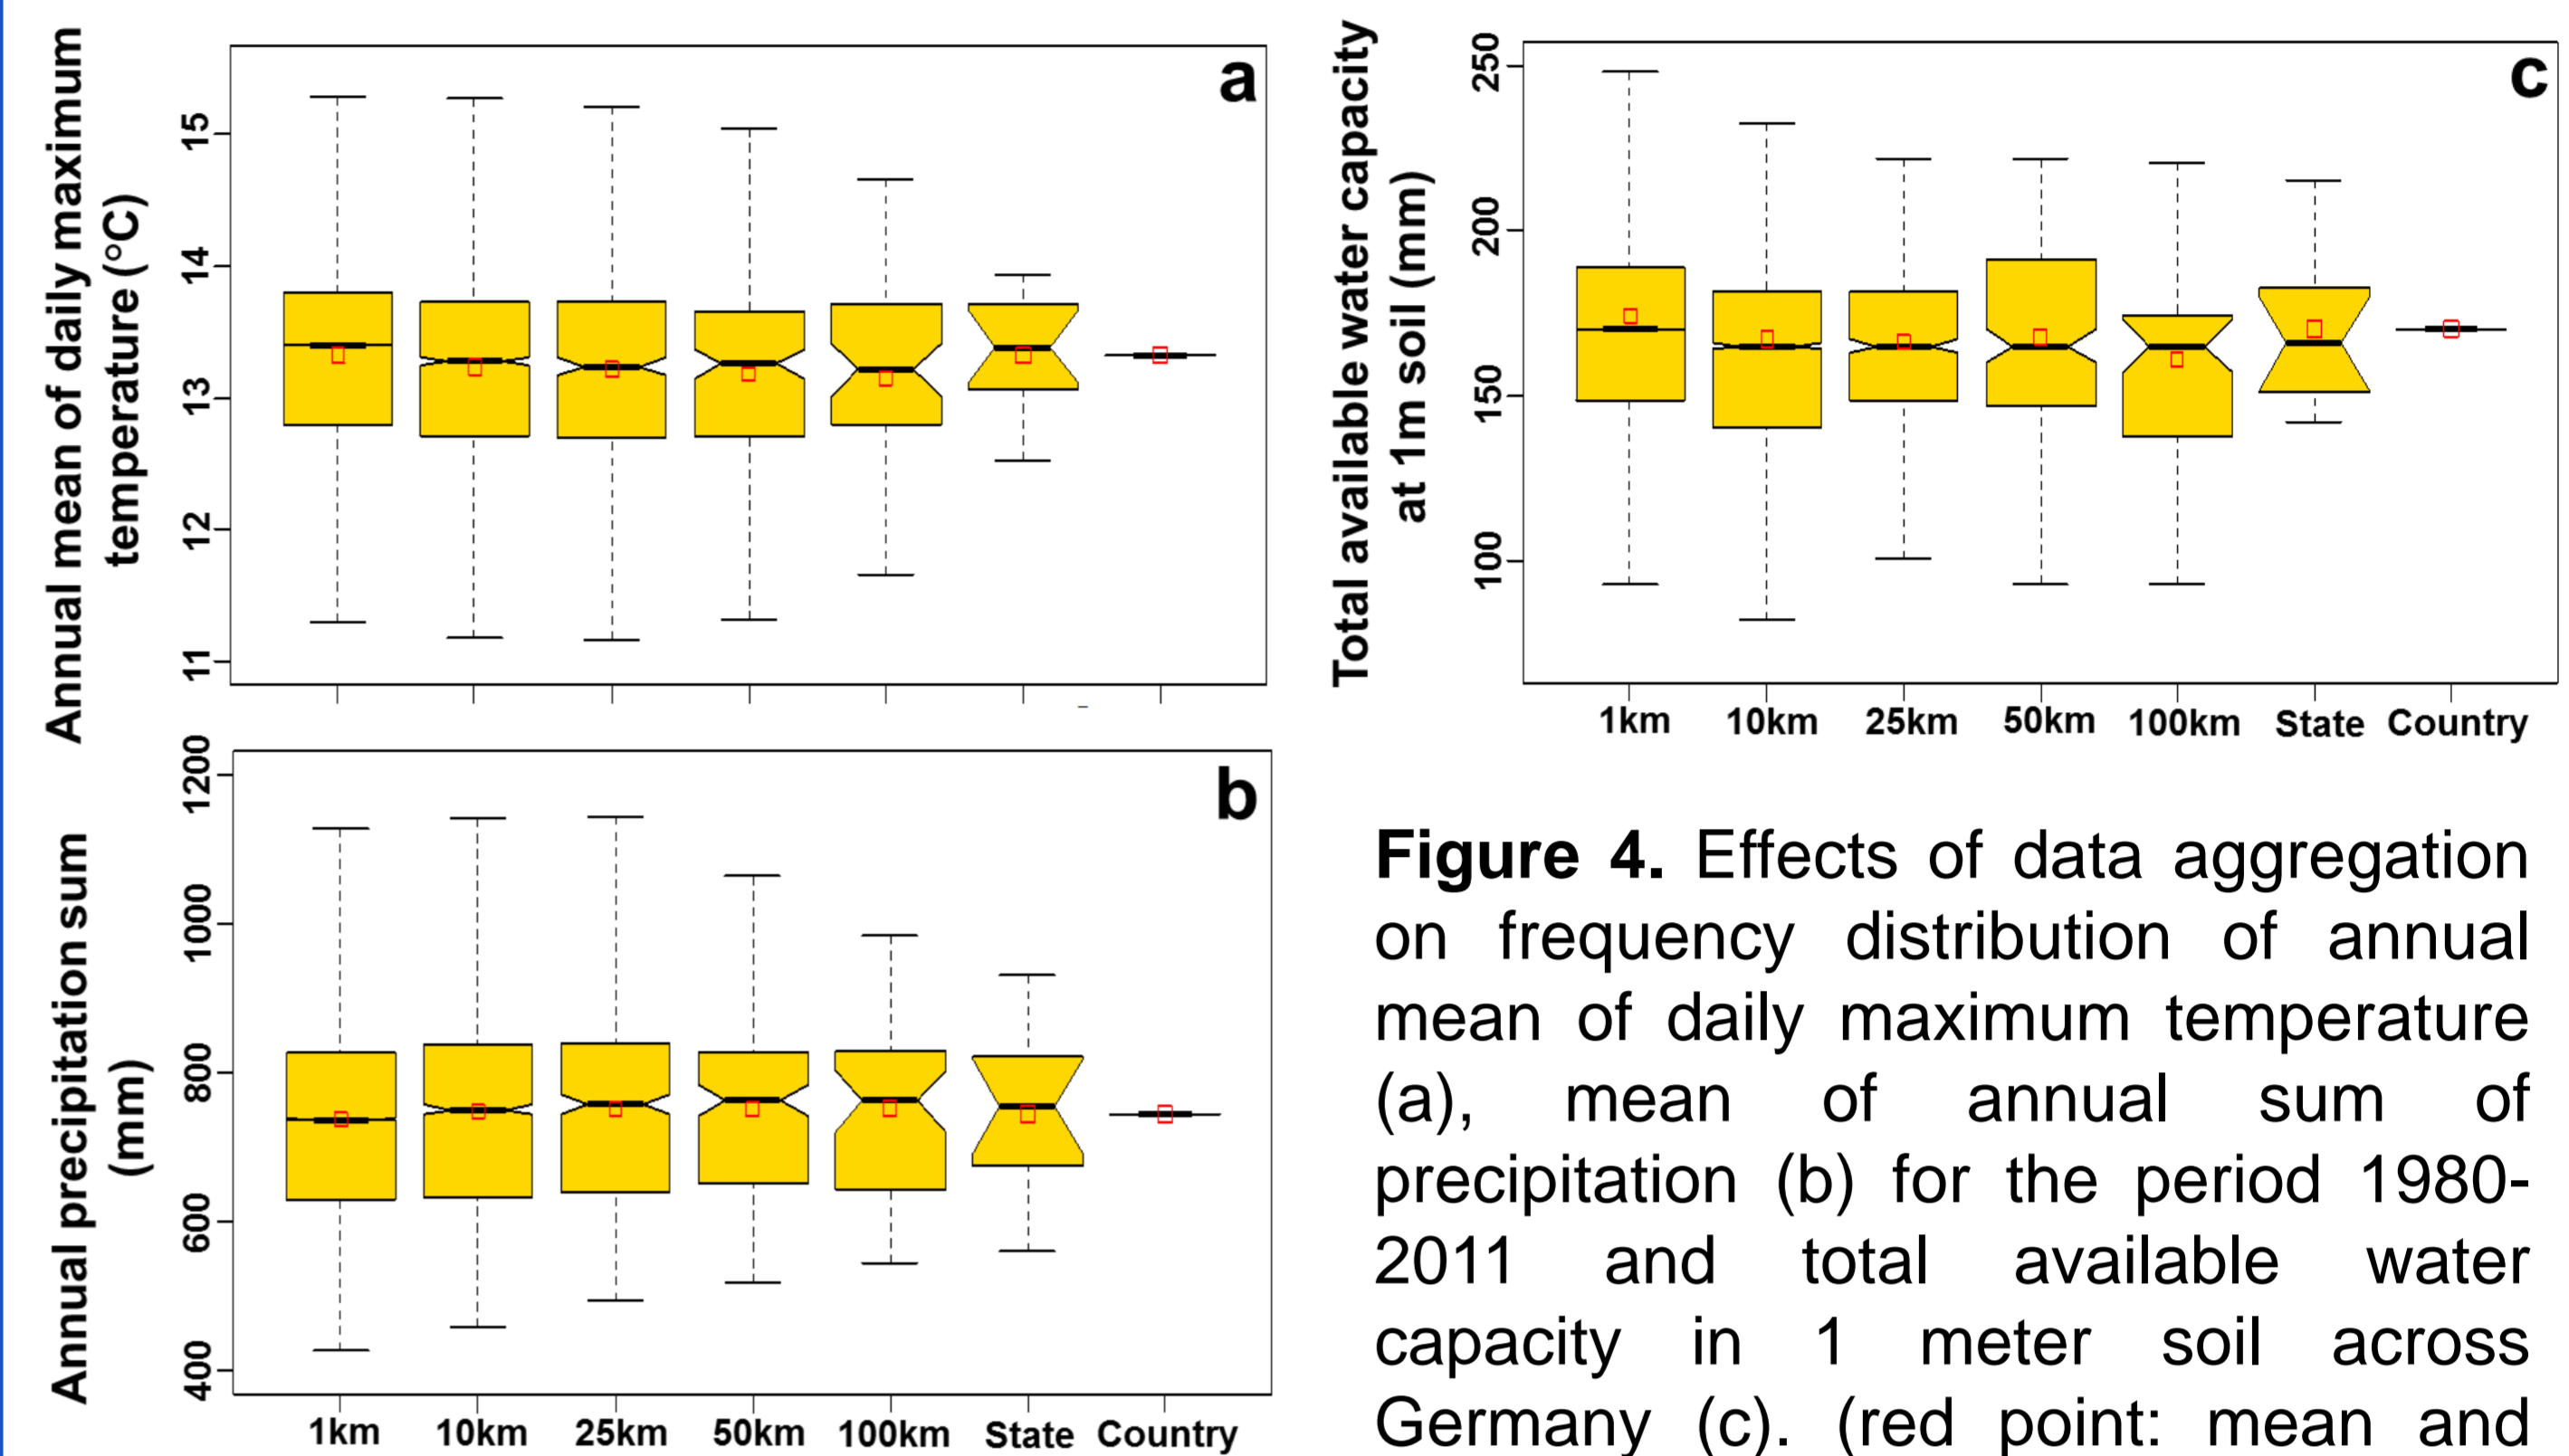 Annual mean of daily maximum
temperature (°C)
15
14
13
12
11
a
Annual precipitation sum
(mm)
1200
1000
800
600
400
b
1km 10km 25km 50km 100km State Country
Total available water capacity
at 1m soil (mm)
250
200
150
100
c
1km 10km 25km 50km 100km State Country
Figure 4. Effects of data aggregation
on frequency distribution of annual
mean of daily maximum temperature
(a), mean of annual sum of
precipitation (b) for the period 1980-
2011 and total available water
capacity in 1 meter soil across
Germany (c). (red point: mean and